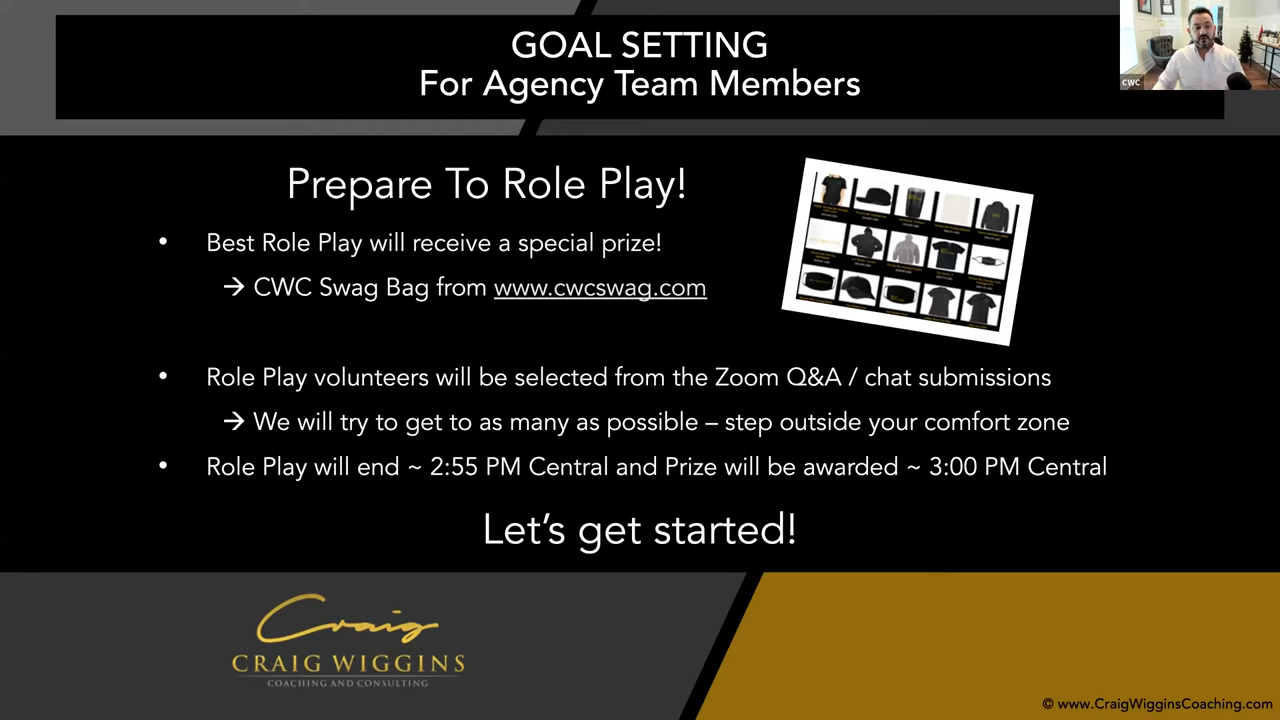 GOAL SETTING
For Agency Team Members
CWC
Prepare To Role Play!
• Best Role Play will receive a special prize!
→ CWC Swag Bag from www.cwcswag.com
• Role Play volunteers will be selected from the Zoom Q&A / chat submissions
→ We will try to get to as many as possible – step outside your comfort zone
• Role Play will end ~ 2:55 PM Central and Prize will be awarded ~ 3:00 PM Central
Let’s get started!
Craig
CRAIG WIGGINS
COACHING AND CONSULTING
© www.CraigWigginsCoaching.com